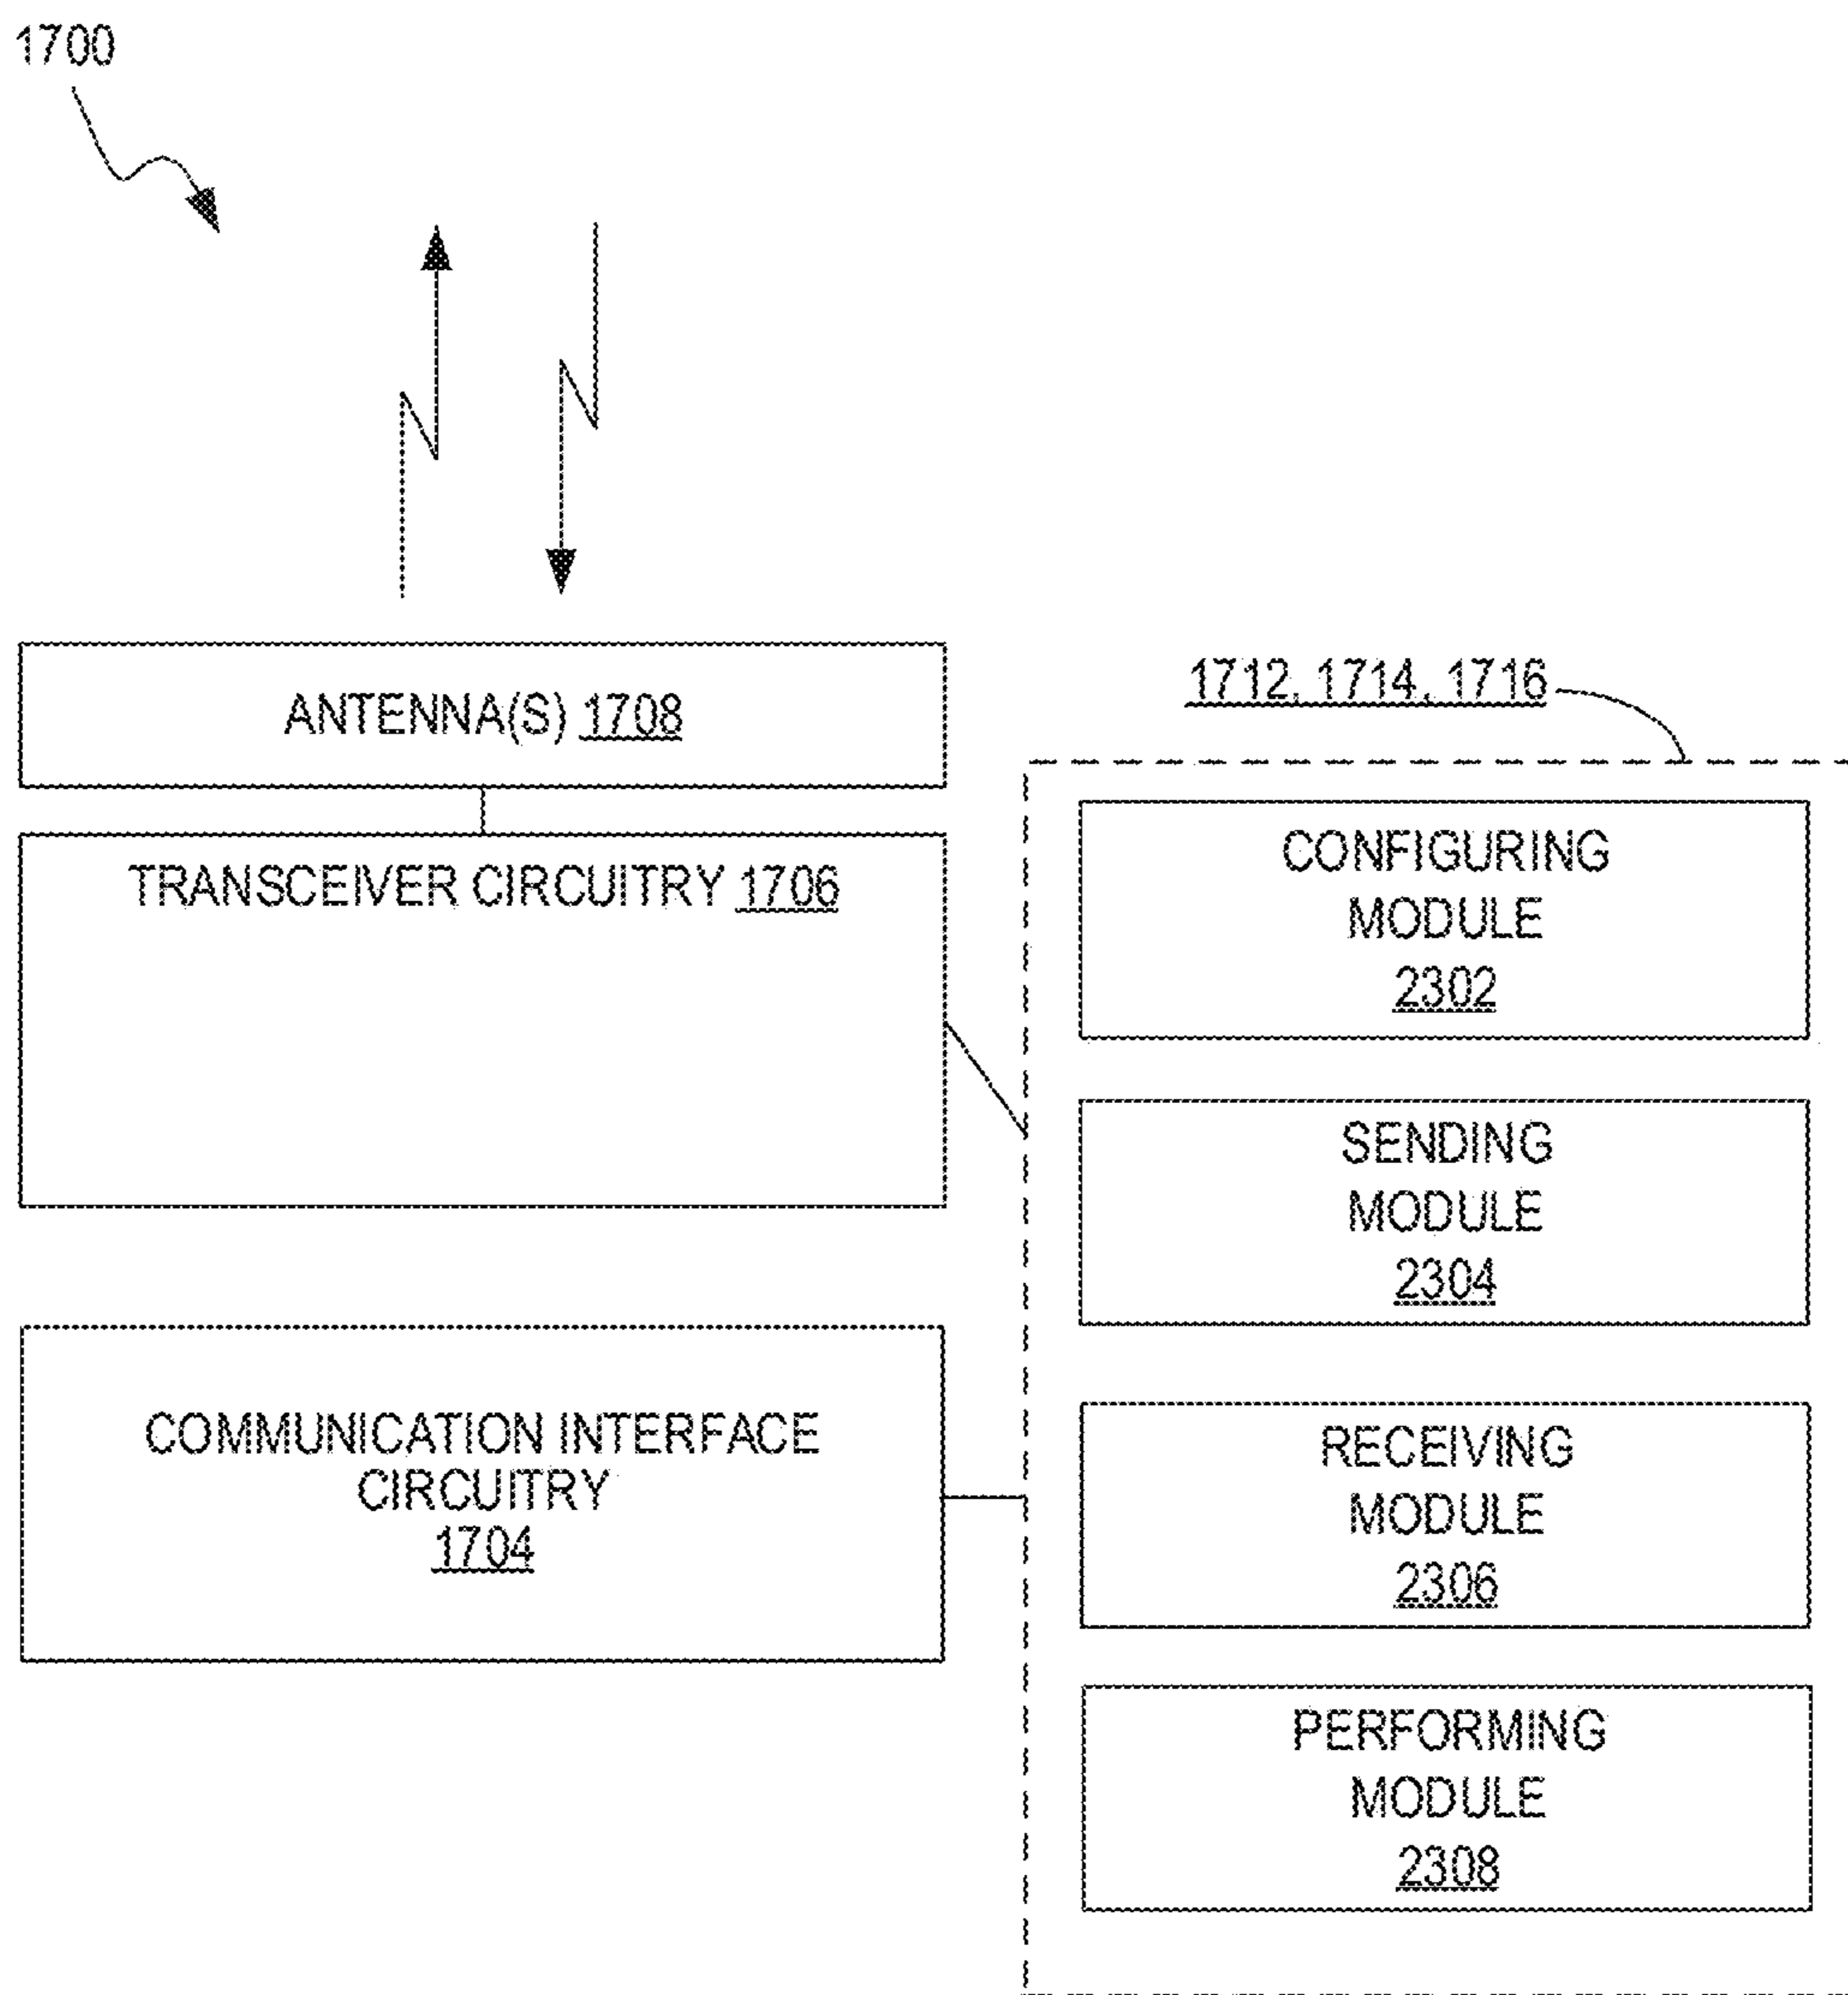 1700
ANTENNA(S) 1708
1712, 1714, 1716
TRANSCEIVER CIRCUITRY 1706
CONFIGURING
MODULE
2302
SENDING
MODULE
2304
COMMUNICATION INTERFACE
CIRCUITRY
1704
RECEIVING
MODULE
2306
PERFORMING
MODULE
2308